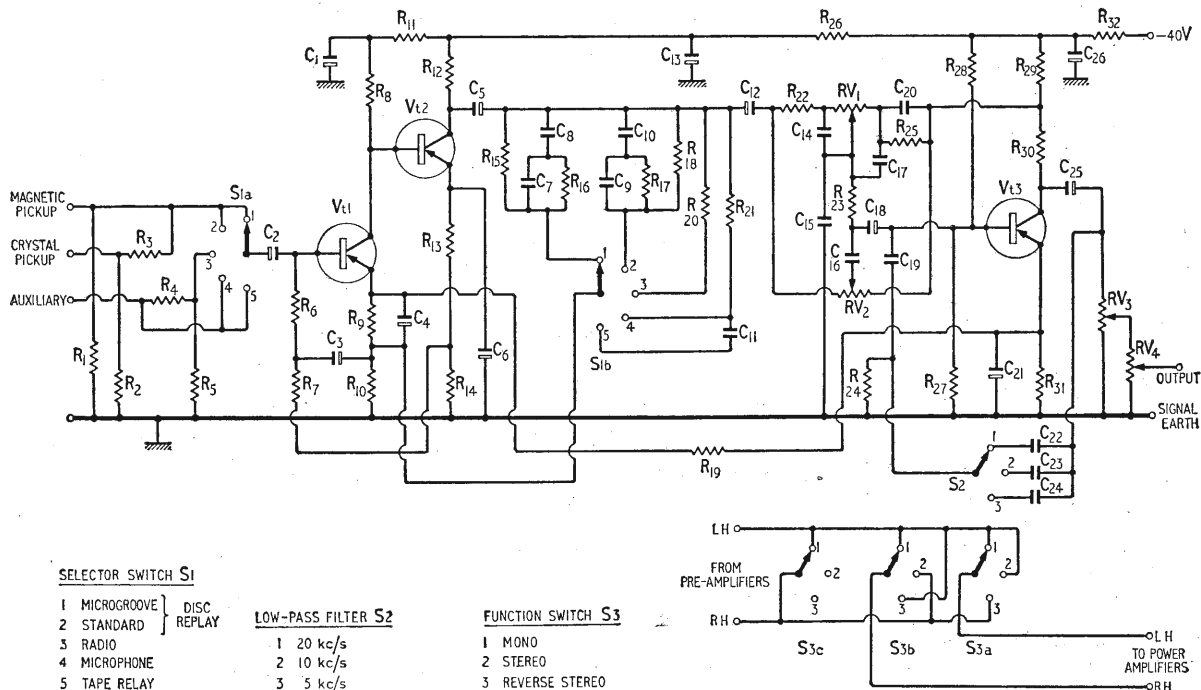 R11
R26
R32
-40V
C1
R8
R12
C13
R28
R29
C26
Vt2
C5
C12
R22
RV1
C20
R15
C8
C10
R18
C14
R25
R30
C7
R16
C9
R17
C17
C25
MAGNETIC PICKUP
S1a
R20
R21
R23
C18
Vt3
1
2
C2
Vt1
R13
C15
CRYSTAL PICKUP
R3
3
1
2
C16
C19
AUXILIARY
R4
4
5
R6
R9
C4
3
RV2
RV3
C6
4
5
C11
RV4
C3
S1b
OUTPUT
R1
R2
R5
R7
R10
R14
R24
R27
C21
R31
SIGNAL EARTH
R19
1
C22
2
C23
S2
3
C24
LH
1
1
1
FROM PRE-AMPLIFIERS
2
2
2
3
3
3
RH
S3c
S3b
S3a
LH
TO POWER AMPLIFIERS
RH
SELECTOR SWITCH S1
1 MICROGROOVE
2 STANDARD
DISC REPLAY
3 RADIO
4 MICROPHONE
5 TAPE RELAY
LOW-PASS FILTER S2
1 20 kc/s
2 10 kc/s
3 5 kc/s
FUNCTION SWITCH S3
1 MONO
2 STEREO
3 REVERSE STEREO